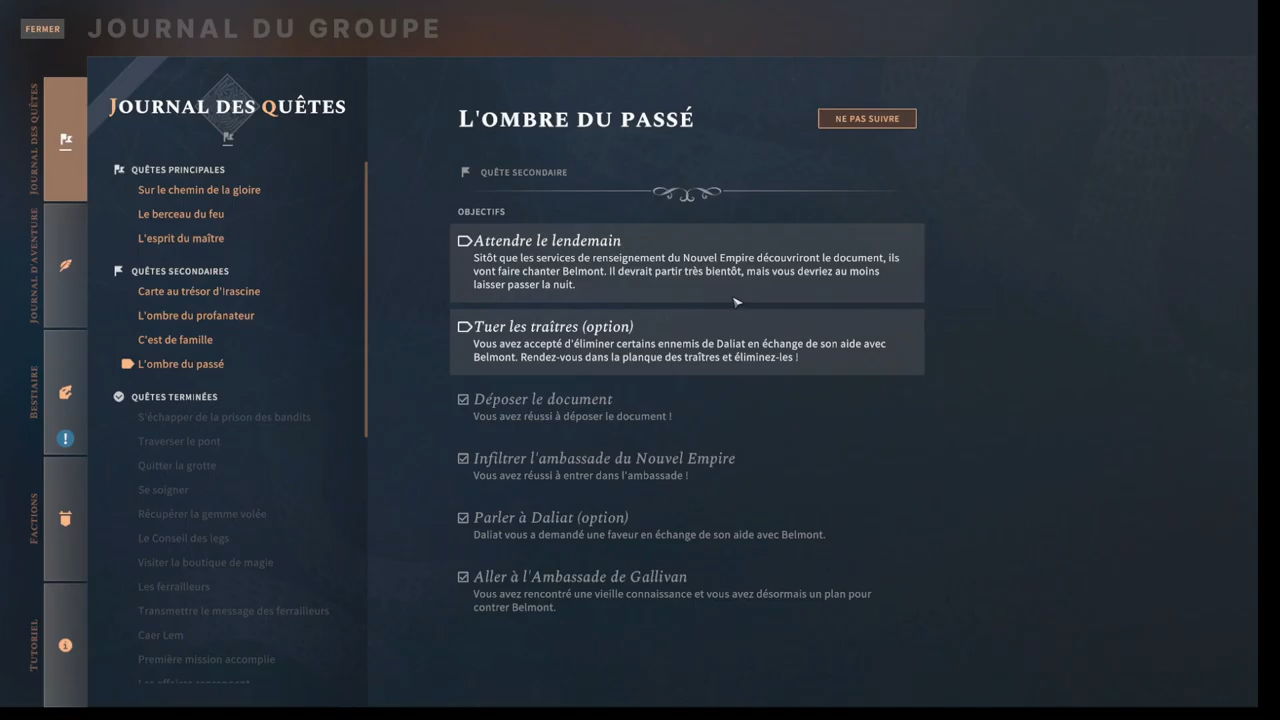 FERMER
JOURNAL DU GROUPE
JOURNAL DES QUÊTES
JOURNAL D'AVENTURE
BESTIAIRE
FACTIONS
TUTORIEL
JOURNAL DES QUÊTES
QUÊTES PRINCIPALES
Sur le chemin de la gloire
Le berceau du feu
L'esprit du maître
QUÊTES SECONDAIRES
Carte au trésor d'Irascine
L'ombre du profanateur
C'est de famille
L'ombre du passé
QUÊTES TERMINÉES
S'échapper de la prison des bandits
Traverser le pont
Quitter la grotte
Se soigner
Récupérer la gemme volée
Le Conseil des legs
Visiter la boutique de magie
Les ferrailleurs
Transmettre le message des ferrailleurs
Caer Lem
Première mission accomplie
L'OMBRE DU PASSÉ
NE PAS SUIVRE
QUÊTE SECONDAIRE
OBJECTIFS
Attendre le lendemain
Sitôt que les services de renseignement du Nouvel Empire découvriront le document, ils
vont faire chanter Belmont. Il devrait partir très bientôt, mais vous devriez au moins
laisser passer la nuit.
Tuer les traîtres (option)
Vous avez accepté d'éliminer certains ennemis de Daliat en échange de son aide avec
Belmont. Rendez-vous dans la planque des traîtres et éliminez-les !
Déposer le document
Vous avez réussi à déposer le document !
Infiltrer l'ambassade du Nouvel Empire
Vous avez réussi à entrer dans l'ambassade !
Parler à Daliat (option)
Daliat vous a demandé une faveur en échange de son aide avec Belmont.
Aller à l'Ambassade de Gallivan
Vous avez rencontré une vieille connaissance et vous avez désormais un plan pour
contrer Belmont.